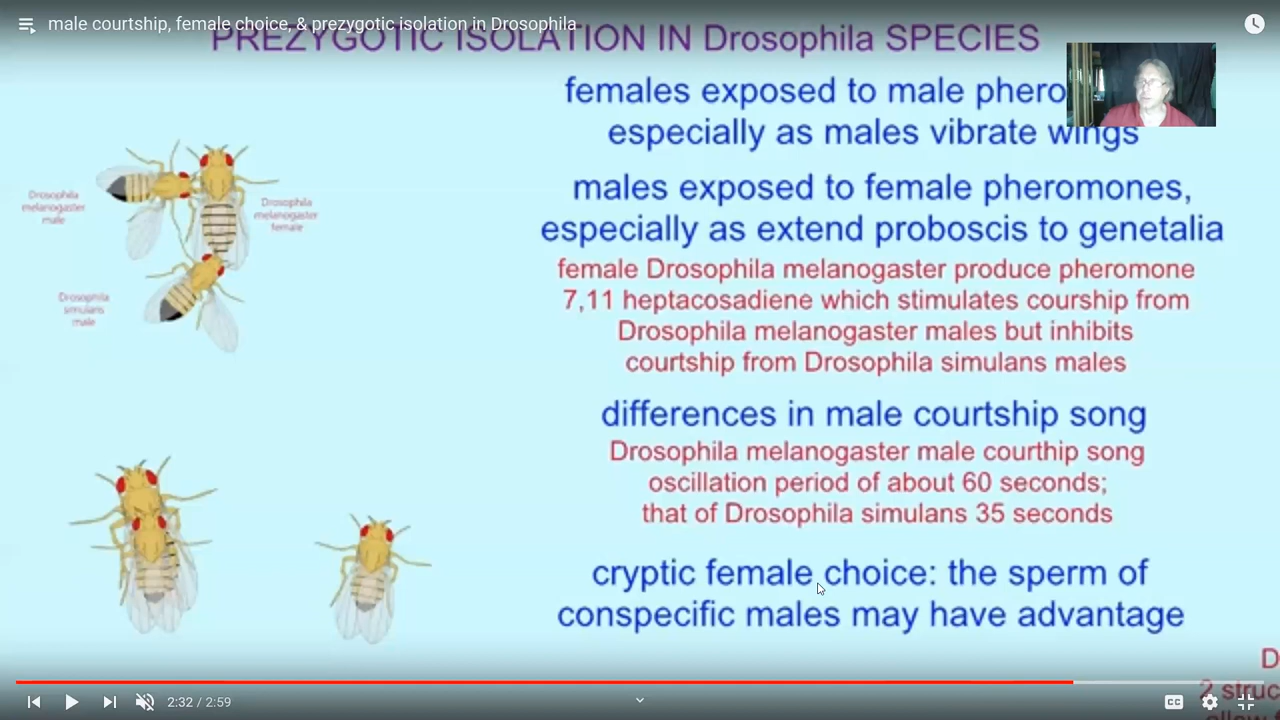 male courtship, female choice, & prezygotic isolation in Drosophila
PREZYGOTIC ISOLATION IN Drosophila SPECIES
females exposed to male phero
especially as males vibrate wings
males exposed to female pheromones,
especially as extend proboscis to genetalia
female Drosophila melanogaster produce pheromone
7,11 heptacosadiene which stimulates courship from
Drosophila melanogaster males but inhibits
courtship from Drosophila simulans males
differences in male courtship song
Drosophila melanogaster male courthip song
oscillation period of about 60 seconds;
that of Drosophila simulans 35 seconds
cryptic female choice: the sperm of
conspecific males may have advantage
Drosophila
melanogaster
male
Drosophila
melanogaster
female
Drosophila
simulans
male
D
2 struc
2:32 / 2:59
CC